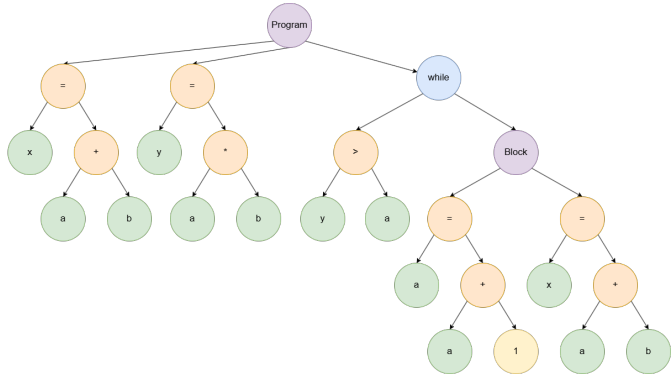 Program
= = while
x + y * > Block
a b a b y a = =
a + x +
a 1 a b